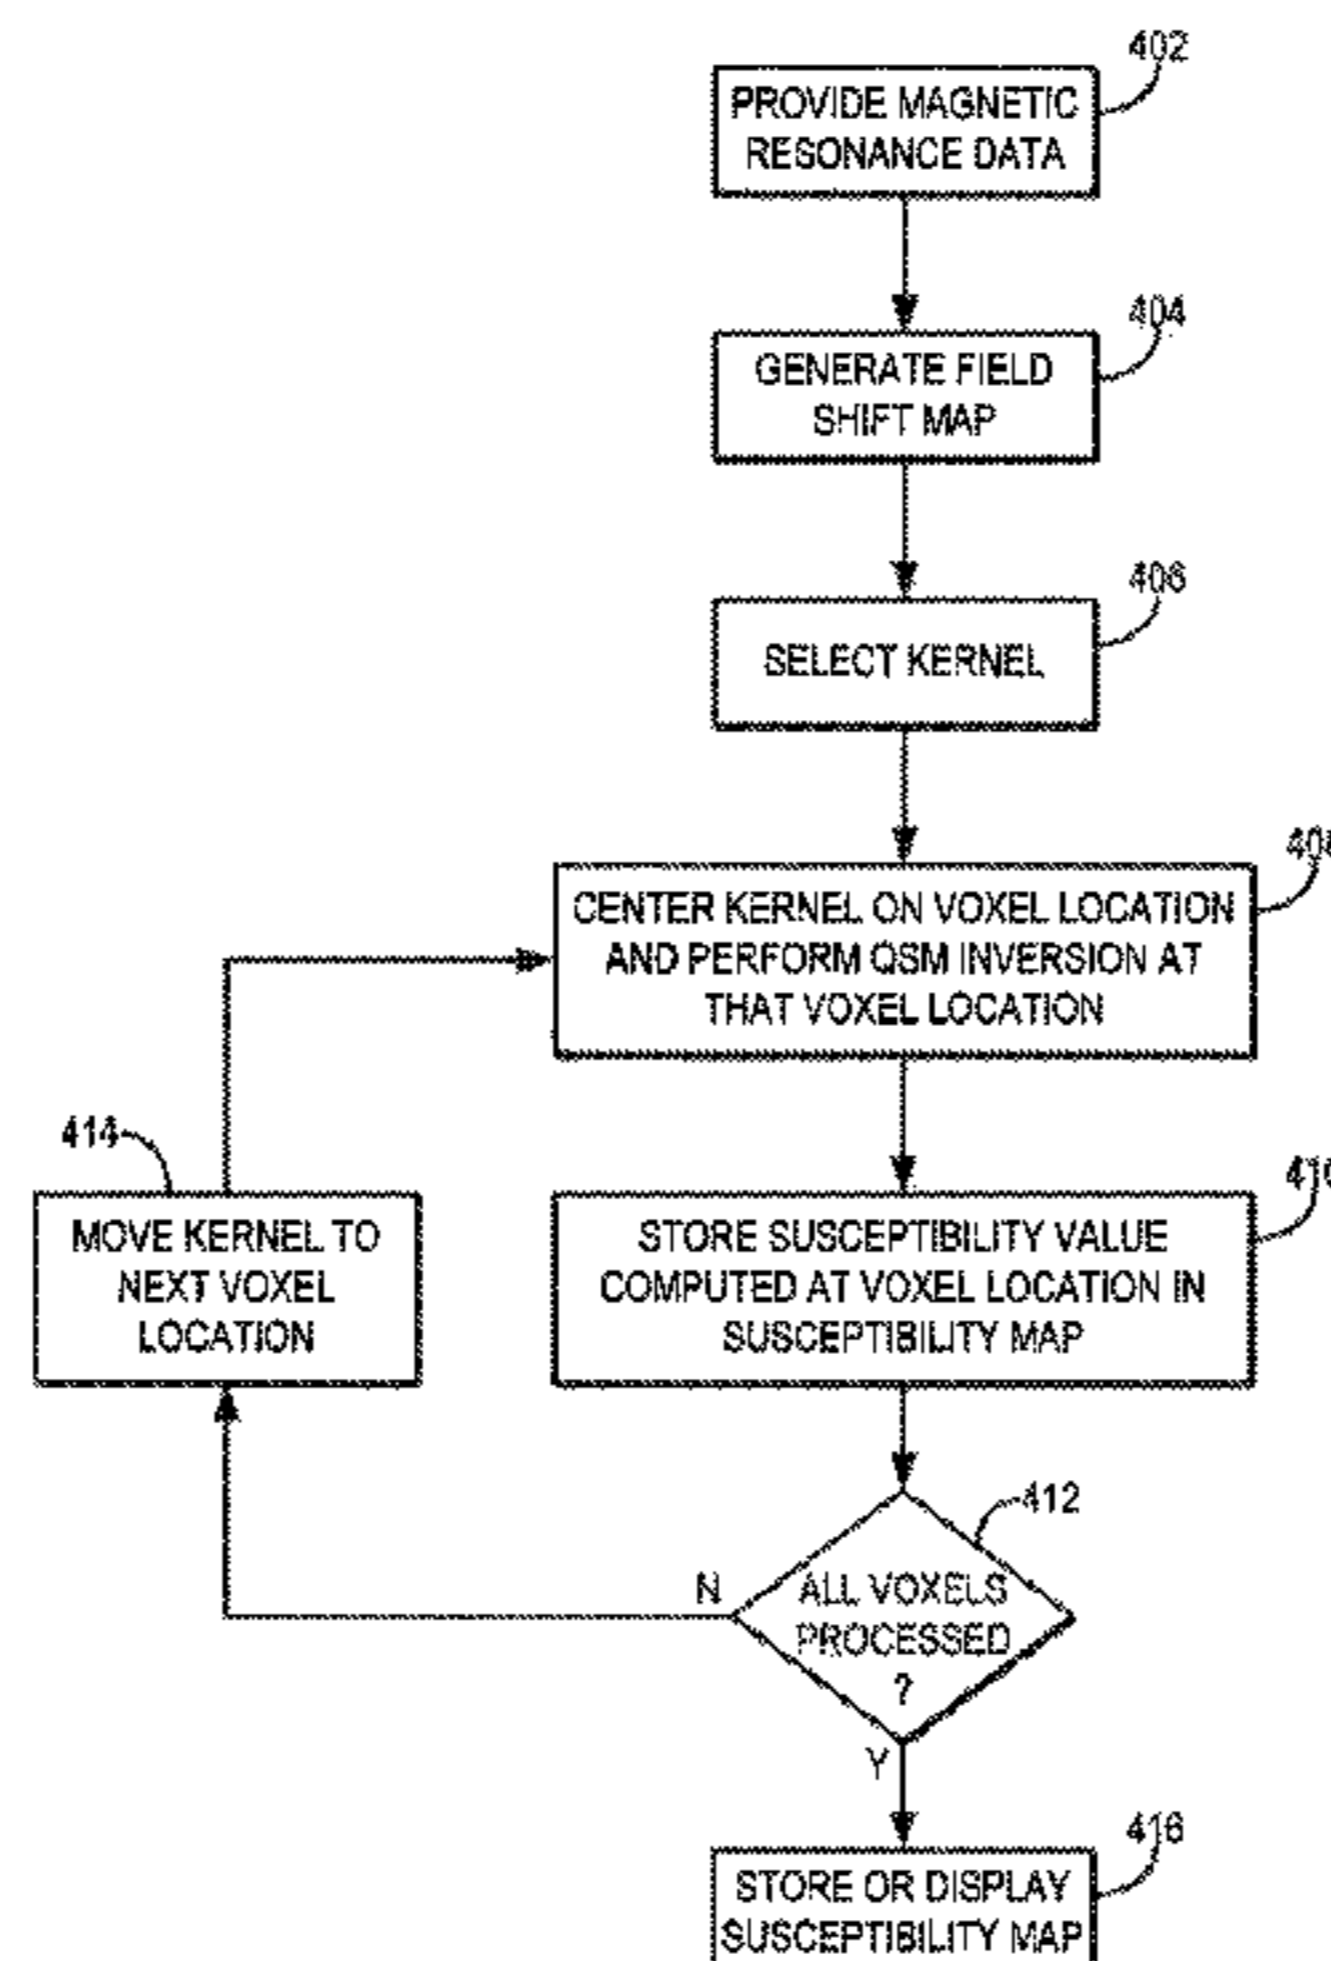 402
PROVIDE MAGNETIC
RESONANCE DATA
404
GENERATE FIELD
SHIFT MAP
406
SELECT KERNEL
408
CENTER KERNEL ON VOXEL LOCATION
AND PERFORM QSM INVERSION AT
THAT VOXEL LOCATION
414
MOVE KERNEL TO
NEXT VOXEL
LOCATION
410
STORE SUSCEPTIBILITY VALUE
COMPUTED AT VOXEL LOCATION IN
SUSCEPTIBILITY MAP
412
N
ALL VOXELS
PROCESSED
?
Y
416
STORE OR DISPLAY
SUSCEPTIBILITY MAP